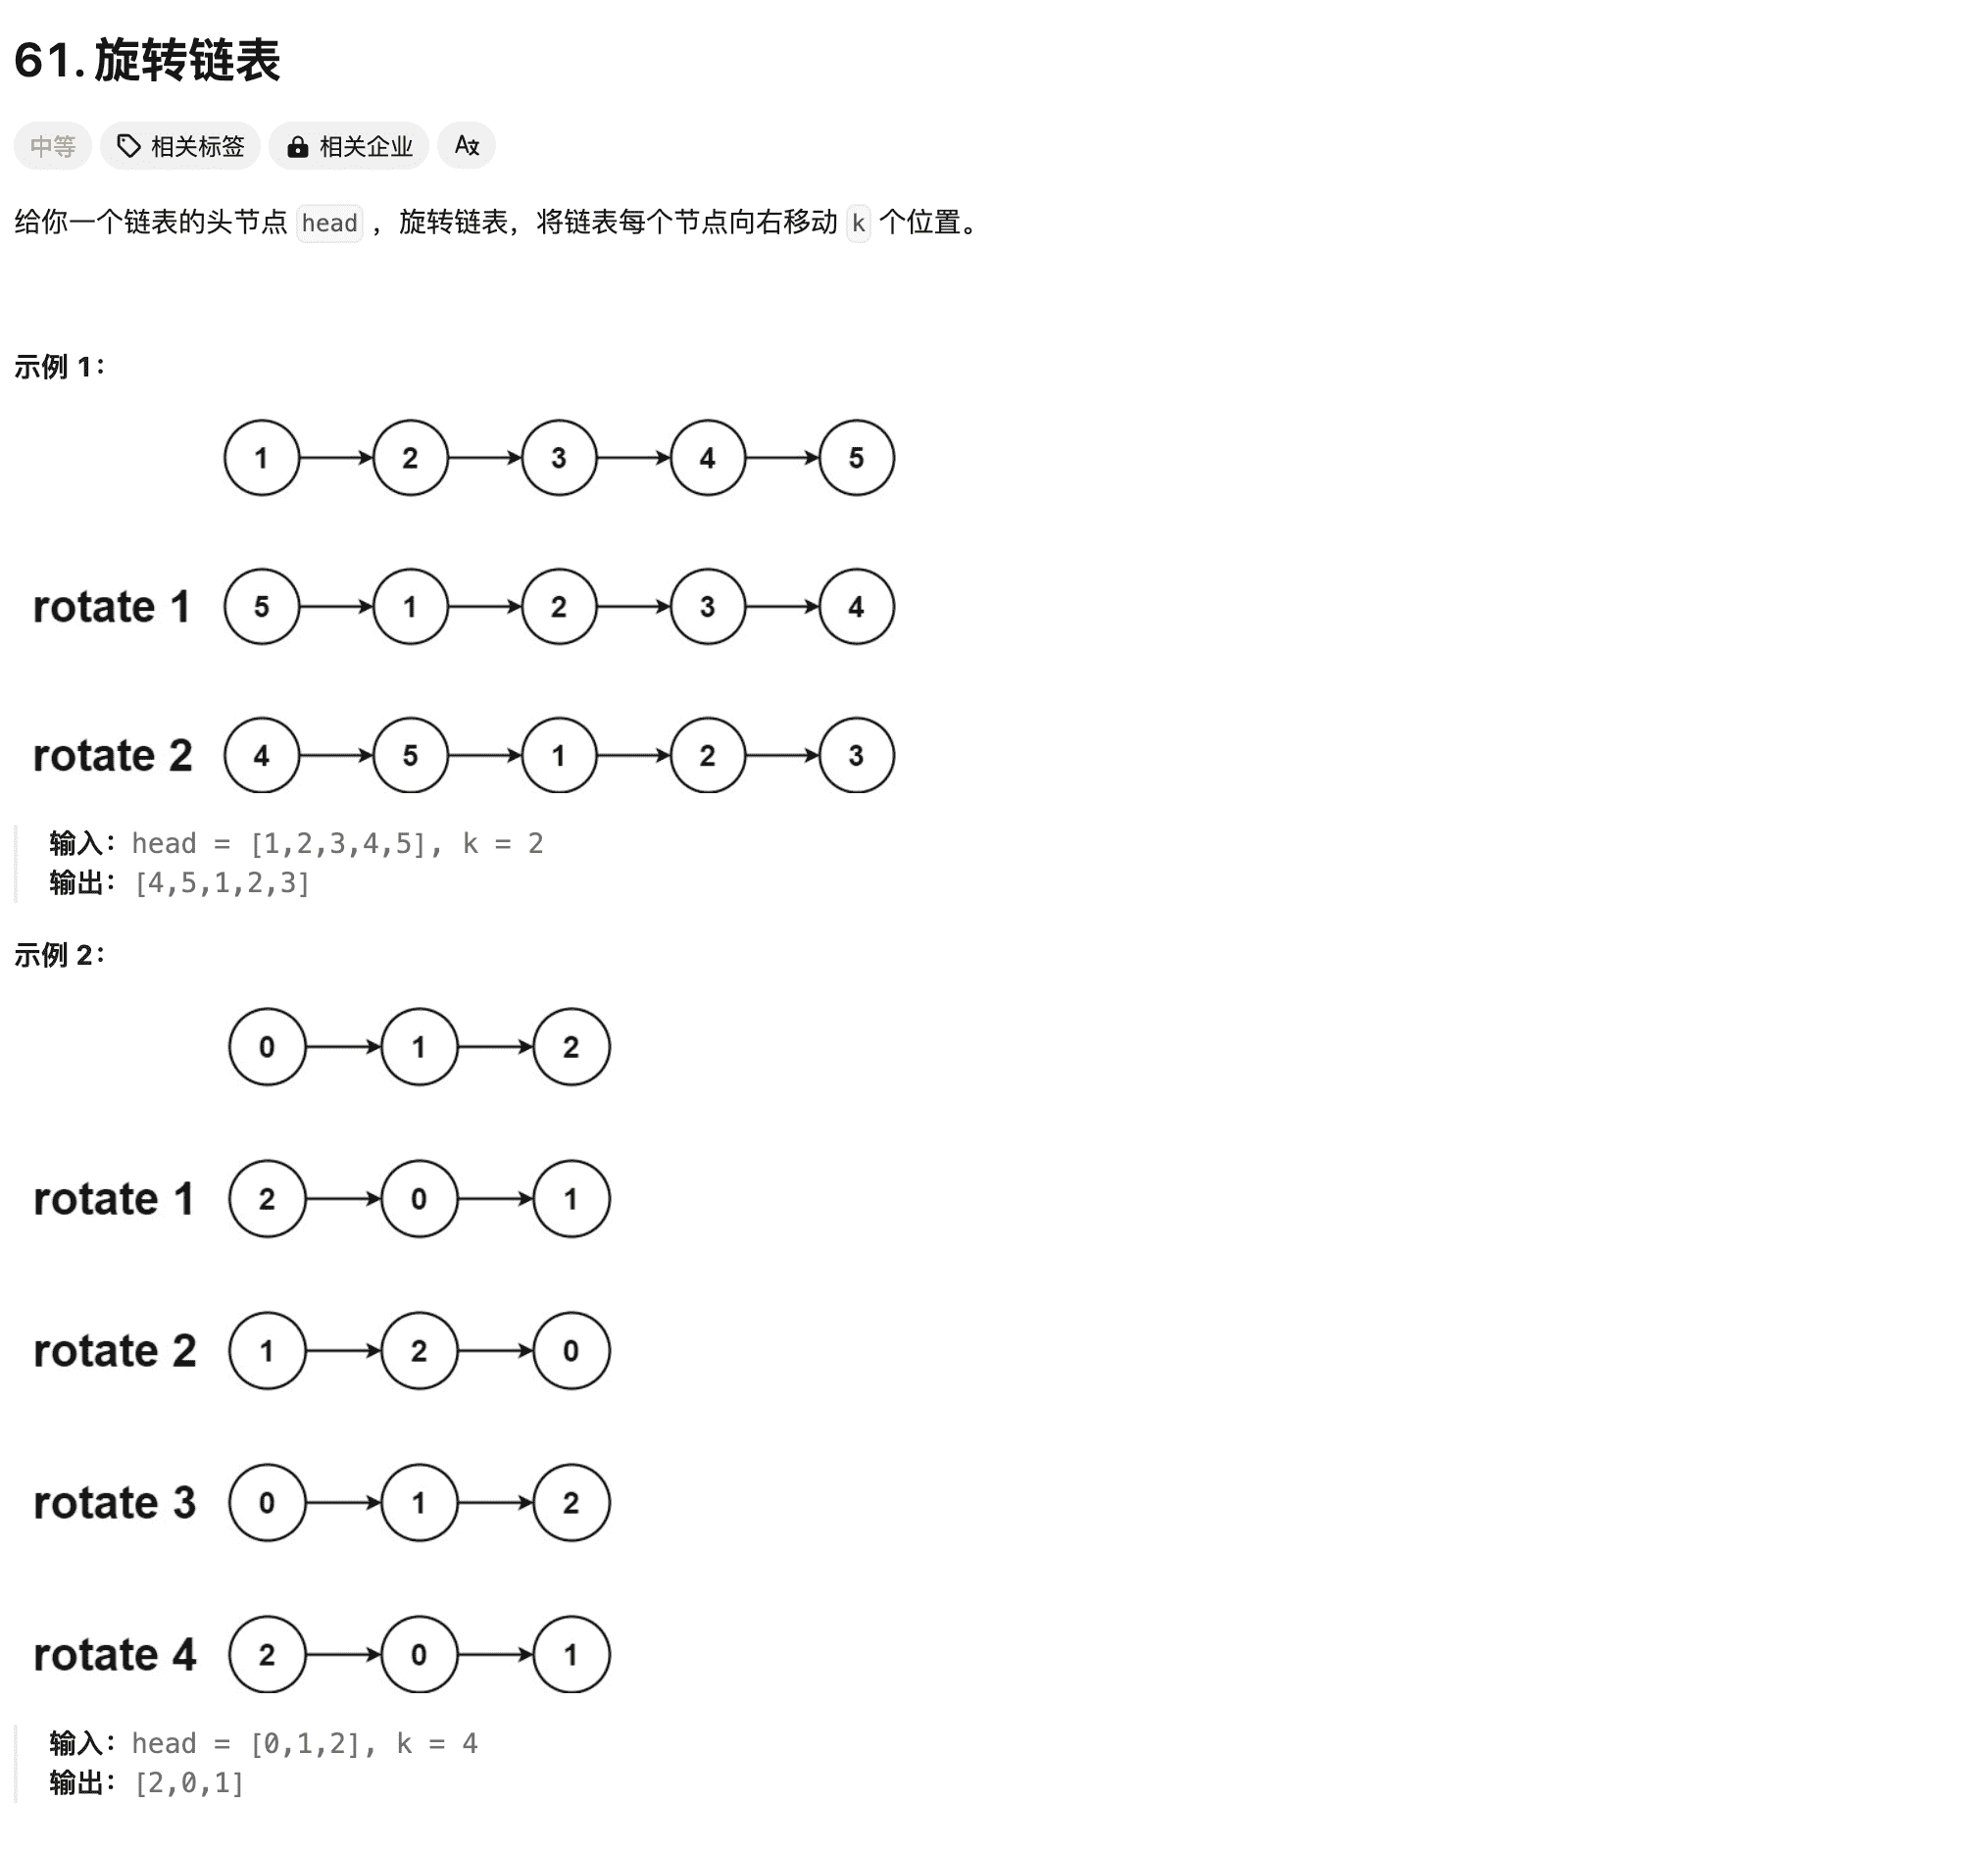 61. 旋转链表
中等 相关标签 相关企业 A文
给你一个链表的头节点 head ，旋转链表，将链表每个节点向右移动 k 个位置。
示例 1：
1 2 3 4 5
rotate 1 5 1 2 3 4
rotate 2 4 5 1 2 3
输入：head = [1,2,3,4,5], k = 2
输出：[4,5,1,2,3]
示例 2：
0 1 2
rotate 1 2 0 1
rotate 2 1 2 0
rotate 3 0 1 2
rotate 4 2 0 1
输入：head = [0,1,2], k = 4
输出：[2,0,1]